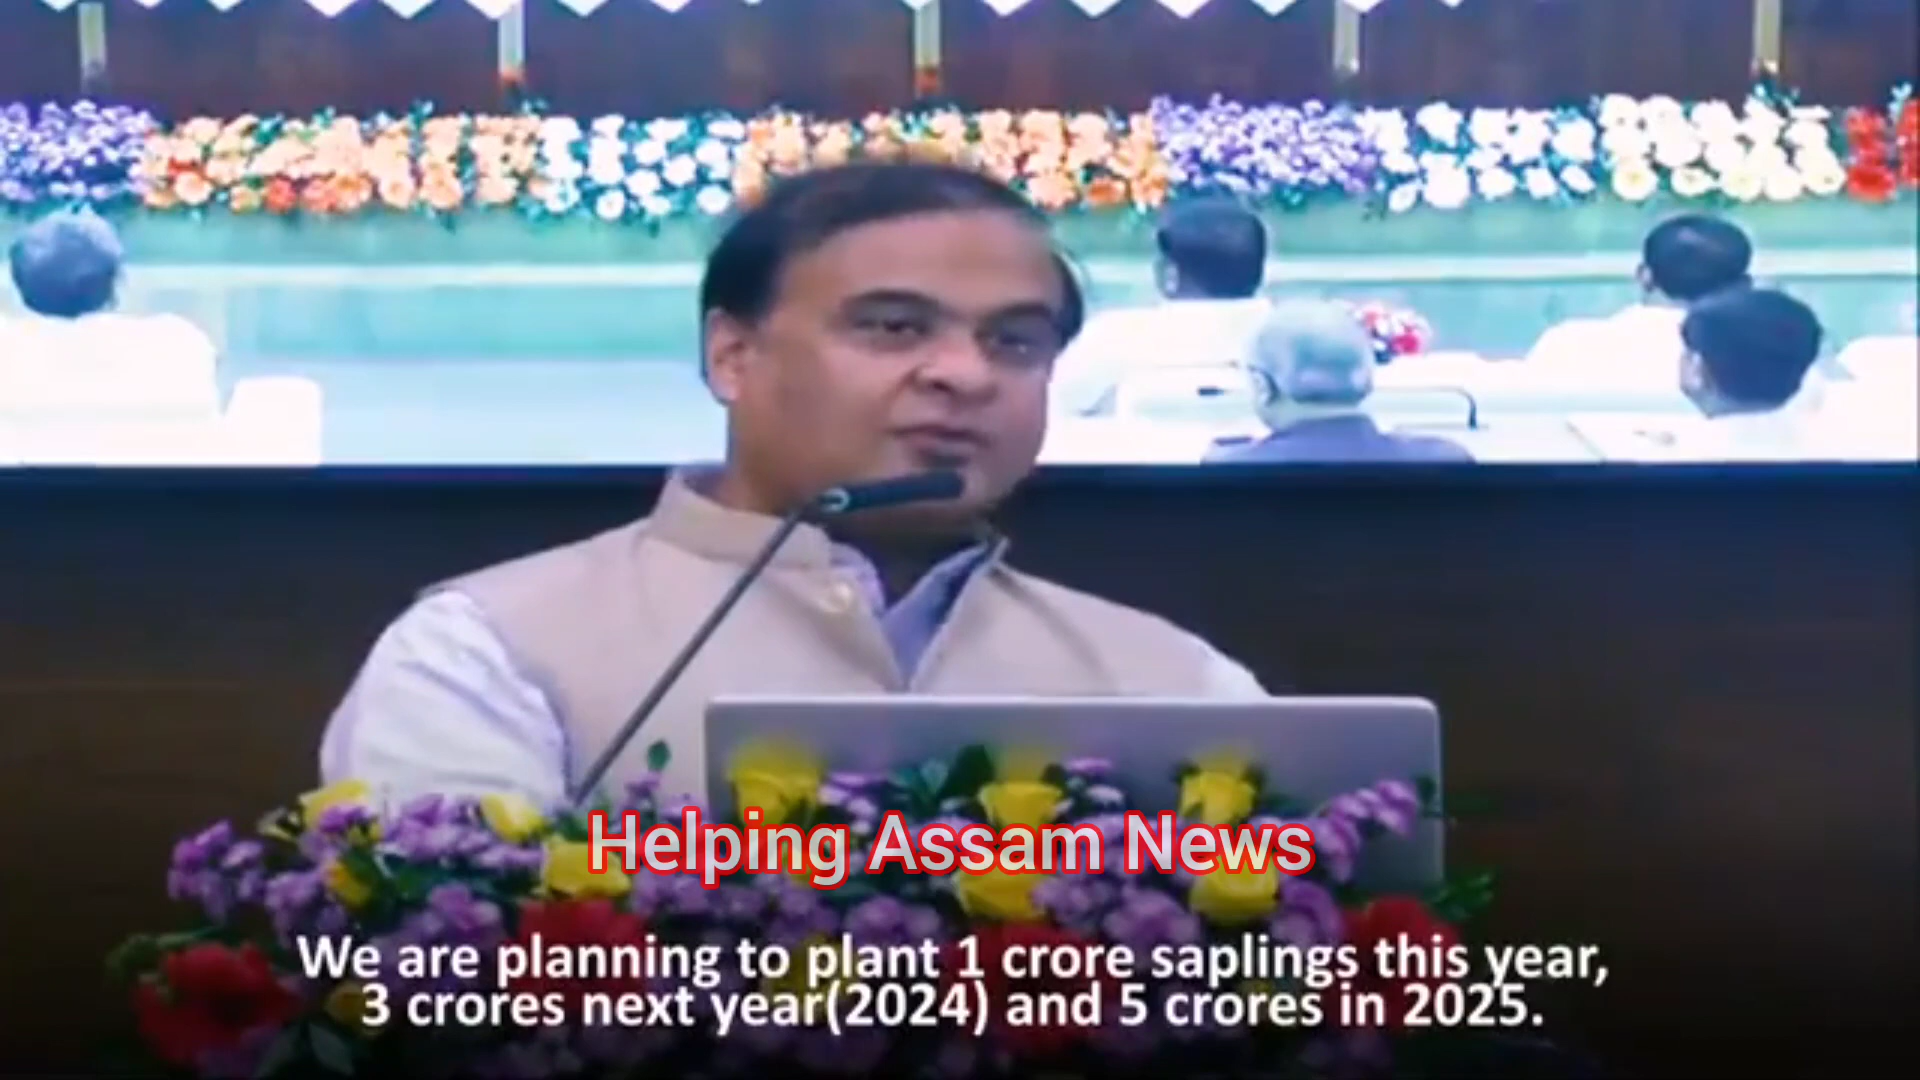 Helping Assam News
We are planning to plant 1 crore saplings this year,
3 crores next year(2024) and 5 crores in 2025.